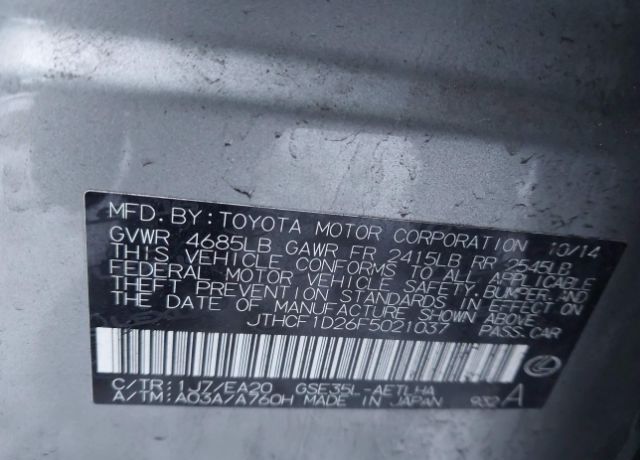 MFD. BY: TOYOTA MOTOR CORPORATION 10/14
GVWR 4685LB GAWR FR 2415LB RR 2545LB
THIS VEHICLE CONFORMS TO ALL APPLICABLE
FEDERAL MOTOR VEHICLE SAFETY, BUMPER, AND
THEFT PREVENTION STANDARDS IN EFFECT ON
THE DATE OF MANUFACTURE SHOWN ABOVE.
JTHCF1D26F5021037 PASS.CAR
C/TR: 1J7/EA20 GSE35L-AETLHA
A/TM: A03A/A760H MADE IN JAPAN 932 A